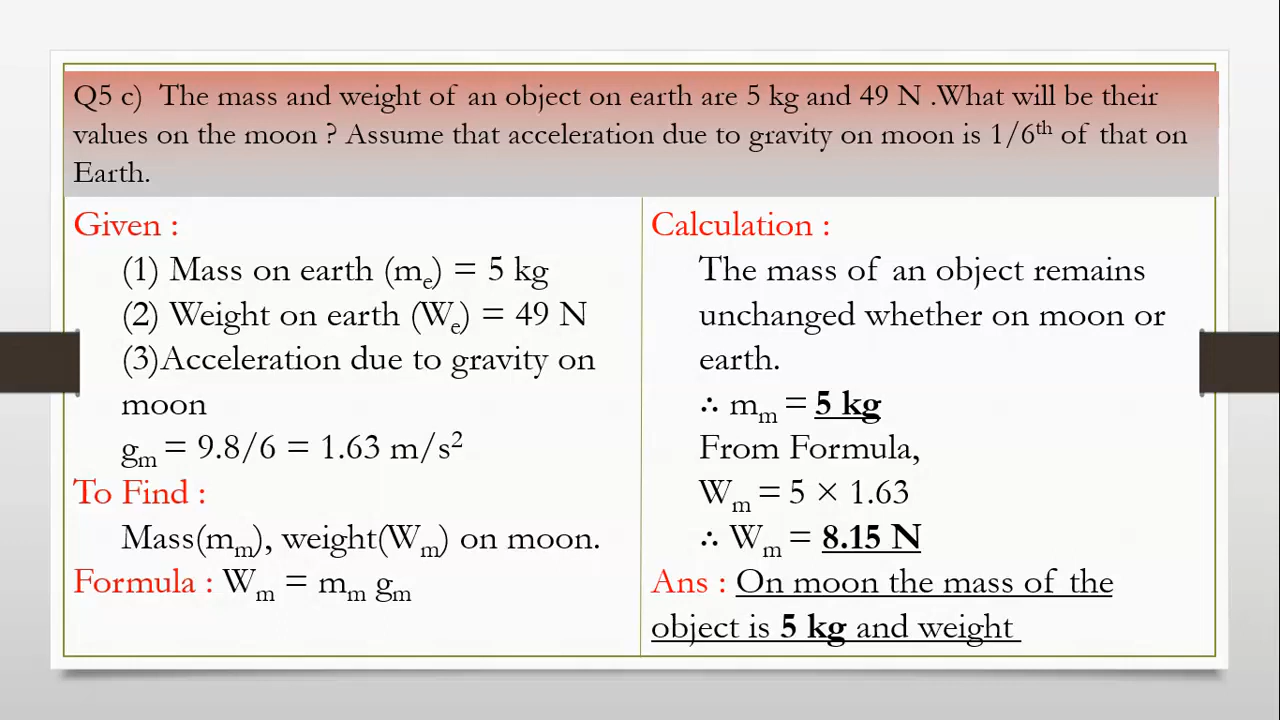 Q5 c)  The mass and weight of an object on earth are 5 kg and 49 N .What will be their
values on the moon ? Assume that acceleration due to gravity on moon is 1/6ᵗʰ of that on
Earth.
Given :
(1) Mass on earth (mₑ) = 5 kg
(2) Weight on earth (Wₑ) = 49 N
(3)Acceleration due to gravity on
moon
gₘ = 9.8/6 = 1.63 m/s²
To Find :
Mass(mₘ), weight(Wₘ) on moon.
Formula : Wₘ = mₘ gₘ
Calculation :
The mass of an object remains
unchanged whether on moon or
earth.
∴ mₘ = 5 kg
From Formula,
Wₘ = 5 × 1.63
∴ Wₘ = 8.15 N
Ans : On moon the mass of the
object is 5 kg and weight